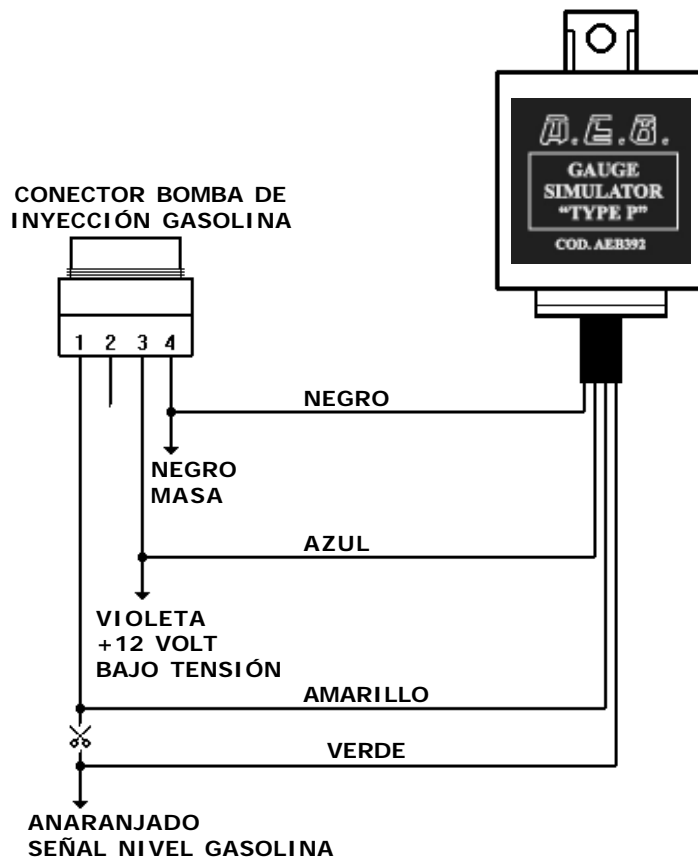 A.E.B.
GAUGE
SIMULATOR
"TYPE P"
COD. AEB392
CONECTOR BOMBA DE
INYECCIÓN GASOLINA
1 2 3 4
NEGRO
NEGRO
MASA
AZUL
VIOLETA
+12 VOLT
BAJO TENSIÓN
AMARILLO
VERDE
ANARANJADO
SEÑAL NIVEL GASOLINA